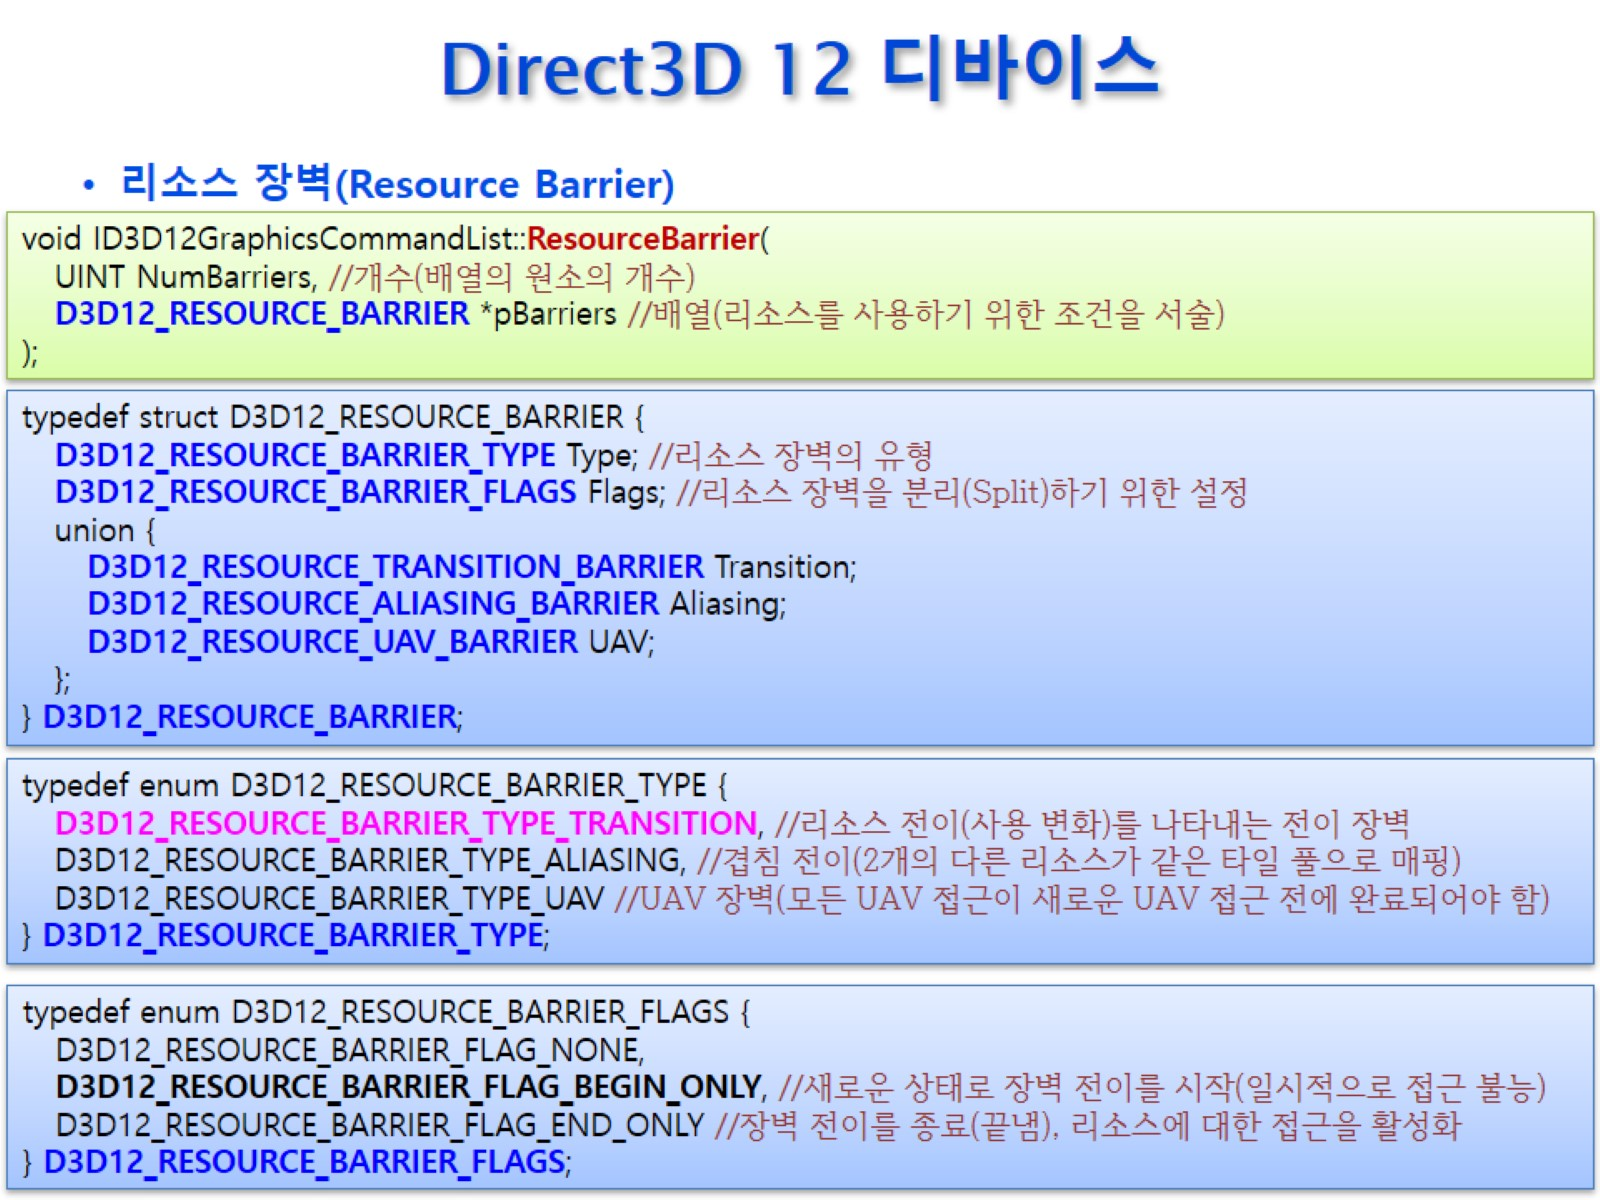 Direct3D 12 디바이스
• 리소스 장벽(Resource Barrier)
void ID3D12GraphicsCommandList::ResourceBarrier(
UINT NumBarriers, //개수(배열의 원소의 개수)
D3D12_RESOURCE_BARRIER *pBarriers //배열(리소스를 사용하기 위한 조건을 서술)
);
typedef struct D3D12_RESOURCE_BARRIER {
D3D12_RESOURCE_BARRIER_TYPE Type; //리소스 장벽의 유형
D3D12_RESOURCE_BARRIER_FLAGS Flags; //리소스 장벽을 분리(Split)하기 위한 설정
union {
D3D12_RESOURCE_TRANSITION_BARRIER Transition;
D3D12_RESOURCE_ALIASING_BARRIER Aliasing;
D3D12_RESOURCE_UAV_BARRIER UAV;
};
} D3D12_RESOURCE_BARRIER;
typedef enum D3D12_RESOURCE_BARRIER_TYPE {
D3D12_RESOURCE_BARRIER_TYPE_TRANSITION, //리소스 전이(사용 변화)를 나타내는 전이 장벽
D3D12_RESOURCE_BARRIER_TYPE_ALIASING, //겹침 전이(2개의 다른 리소스가 같은 타일 풀으로 매핑)
D3D12_RESOURCE_BARRIER_TYPE_UAV //UAV 장벽(모든 UAV 접근이 새로운 UAV 접근 전에 완료되어야 함)
} D3D12_RESOURCE_BARRIER_TYPE;
typedef enum D3D12_RESOURCE_BARRIER_FLAGS {
D3D12_RESOURCE_BARRIER_FLAG_NONE,
D3D12_RESOURCE_BARRIER_FLAG_BEGIN_ONLY, //새로운 상태로 장벽 전이를 시작(일시적으로 접근 불능)
D3D12_RESOURCE_BARRIER_FLAG_END_ONLY //장벽 전이를 종료(끝냄), 리소스에 대한 접근을 활성화
} D3D12_RESOURCE_BARRIER_FLAGS;